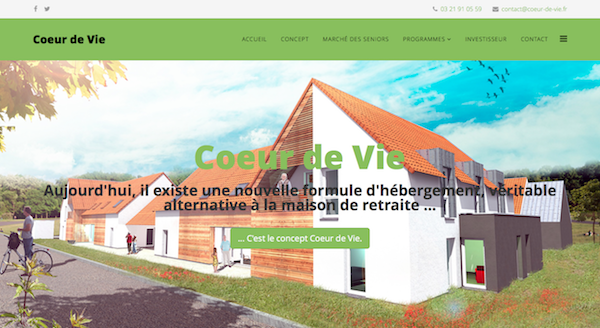 03 21 91 05 59 contact@coeur-de-vie.fr
Coeur de Vie ACCUEIL CONCEPT MARCHÉ DES SENIORS PROGRAMMES INVESTISSEUR CONTACT
Coeur de Vie
Aujourd'hui, il existe une nouvelle formule d'hébergement, véritable
alternative à la maison de retraite ...
... C'est le concept Coeur de Vie.